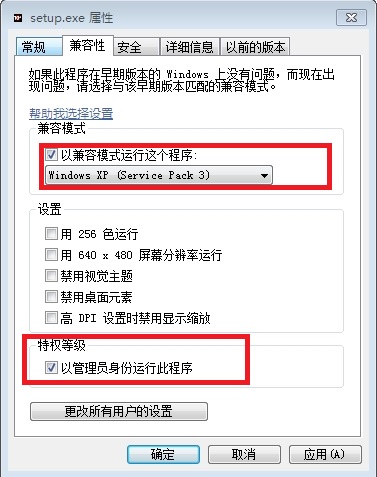 setup.exe 属性
常规 兼容性 安全 详细信息 以前的版本
如果此程序在早期版本的 Windows 上没有问题，而现在出
现问题，请选择与该早期版本匹配的兼容模式。
帮助我选择设置
兼容模式
以兼容模式运行这个程序:
Windows XP (Service Pack 3)
设置
用 256 色运行
用 640 x 480 屏幕分辨率运行
禁用视觉主题
禁用桌面元素
高 DPI 设置时禁用显示缩放
特权等级
以管理员身份运行此程序
更改所有用户的设置
确定 取消 应用(A)